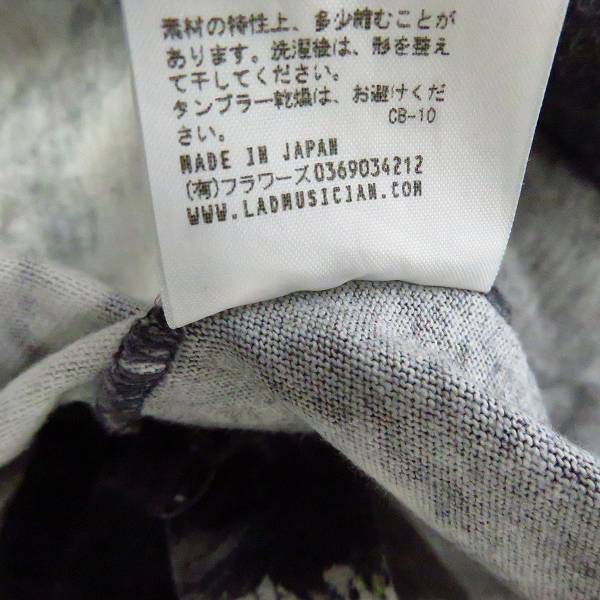 素材の特性上、多少縮むことが
あります。洗濯後は、形を整え
て干してください。
タンブラー乾燥は、お避けくだ
さい。 CB-10
MADE IN JAPAN
(有)フラワーズ0369034212
WWW.LADMUSICIAN.COM